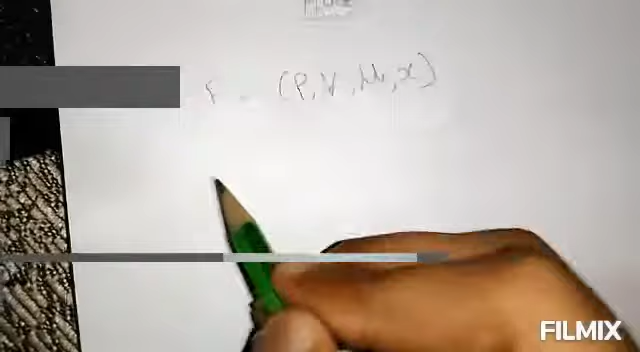 F = (ρ, V, μ, x)
FILMIX